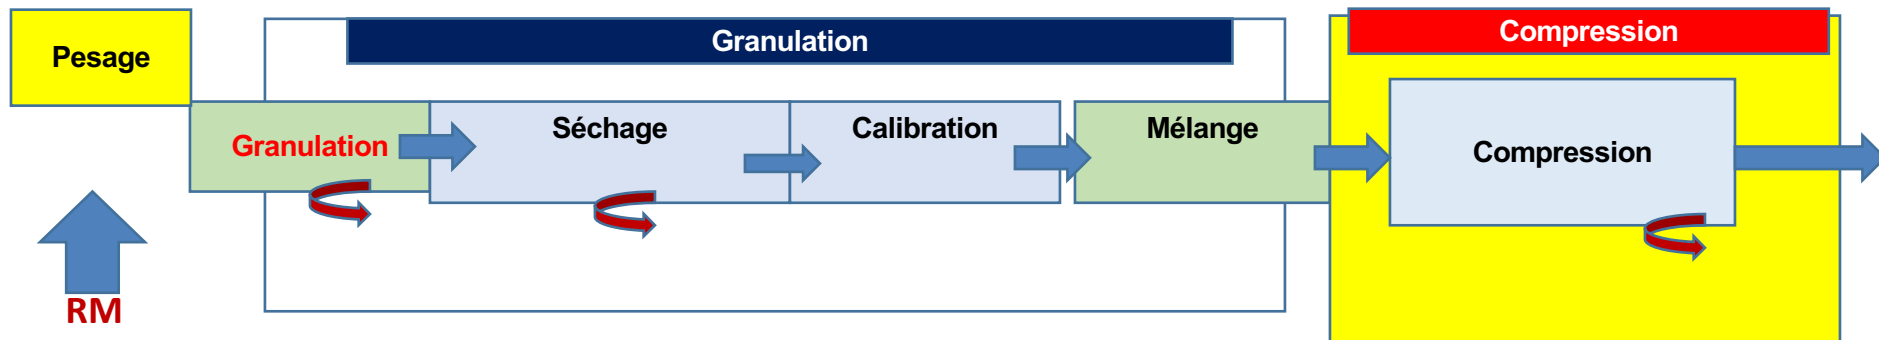 Pesage
Granulation
Compression
Granulation
Séchage
Calibration
Mélange
Compression
RM